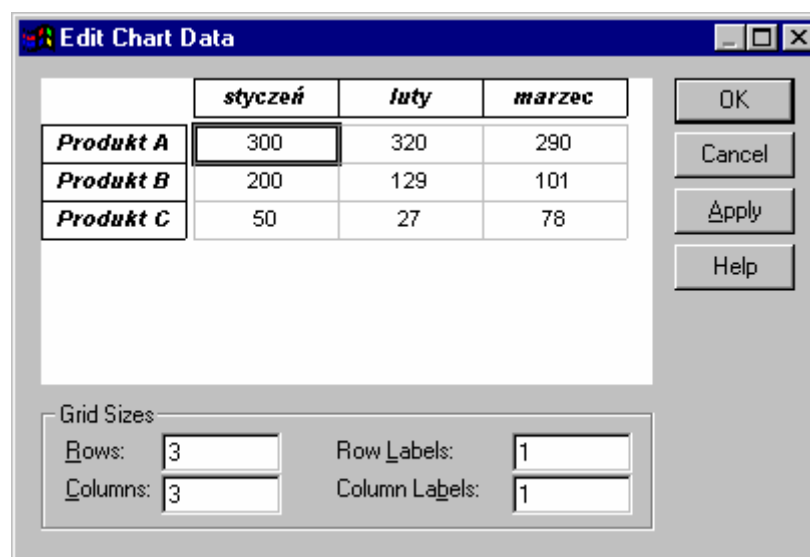 Edit Chart Data
styczeń luty marzec OK
Produkt A 300 320 290
Cancel
Produkt B 200 129 101
Produkt C 50 27 78 Apply
Help
Grid Sizes
Rows: 3 Row Labels: 1
Columns: 3 Column Labels: 1